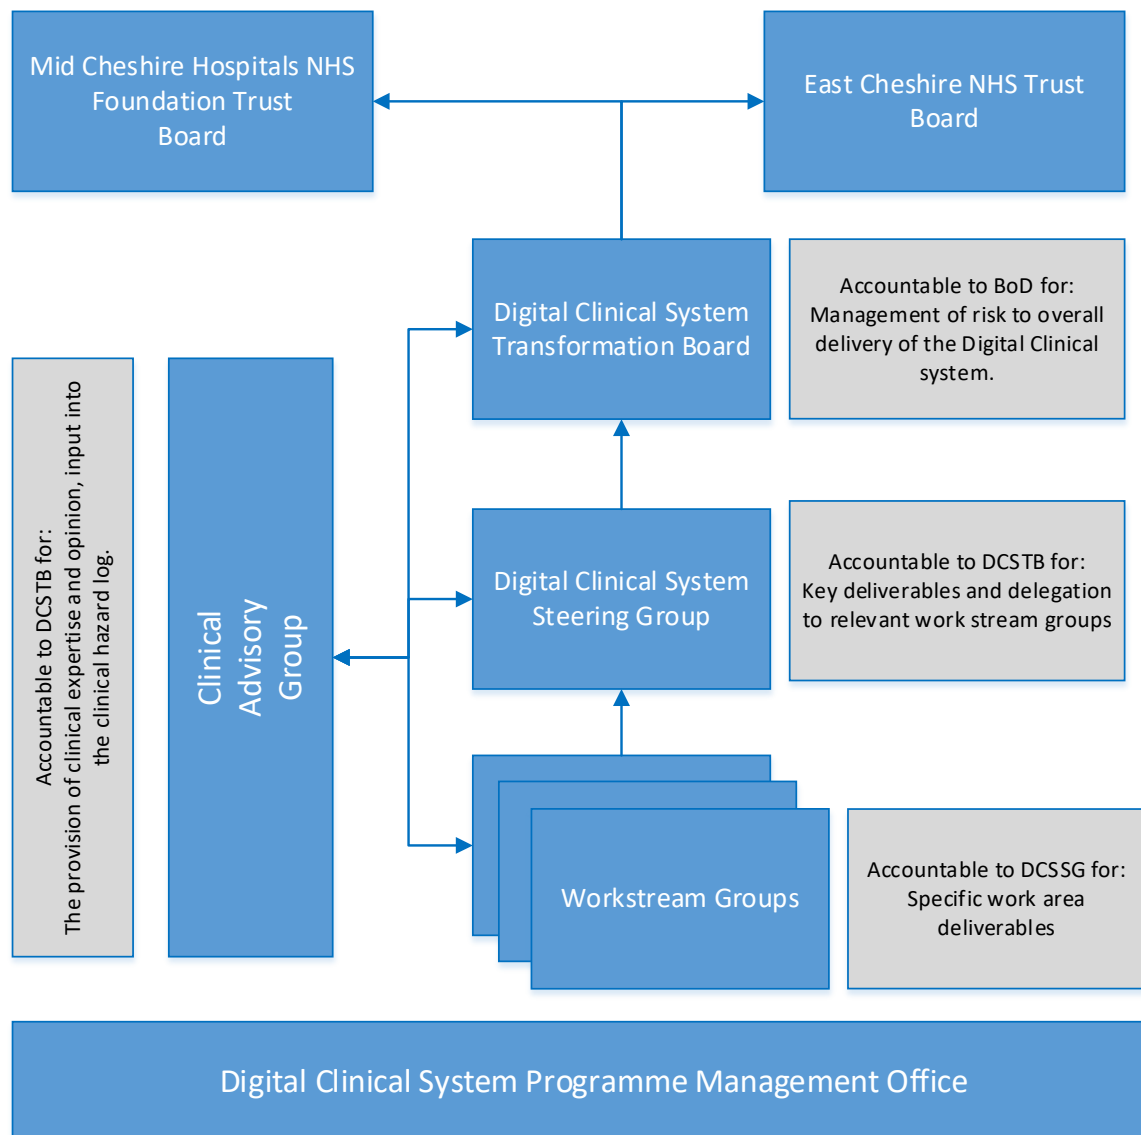 Mid Cheshire Hospitals NHS
Foundation Trust
Board
East Cheshire NHS Trust
Board
Digital Clinical System
Transformation Board
Accountable to BoD for:
Management of risk to overall
delivery of the Digital Clinical
system.
Accountable to DCSTB for:
The provision of clinical expertise and opinion, input into
the clinical hazard log.
Clinical
Advisory
Group
Digital Clinical System
Steering Group
Accountable to DCSTB for:
Key deliverables and delegation
to relevant work stream groups
Workstream Groups
Accountable to DCSSG for:
Specific work area
deliverables
Digital Clinical System Programme Management Office